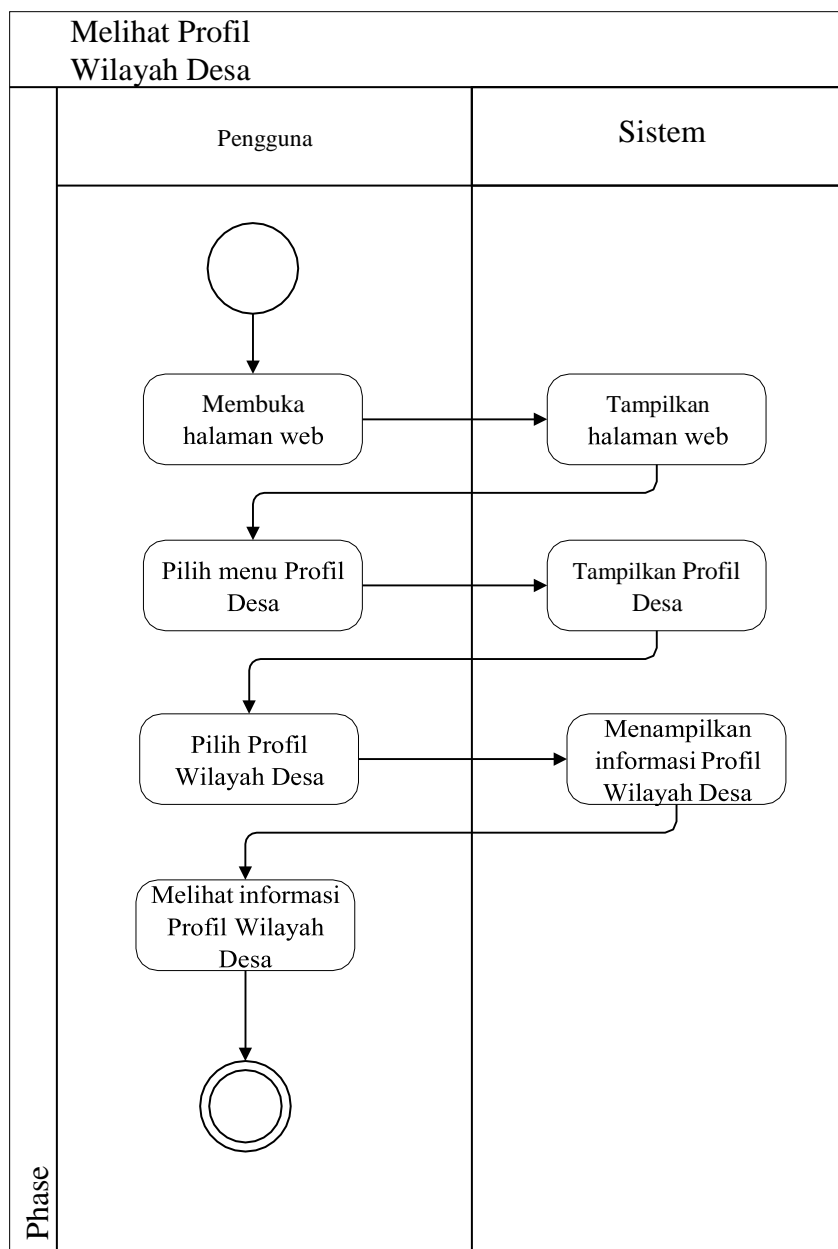 Melihat Profil
Wilayah Desa
Pengguna
Sistem
Membuka
halaman web
Tampilkan
halaman web
Pilih menu Profil
Desa
Tampilkan Profil
Desa
Pilih Profil
Wilayah Desa
Menampilkan
informasi Profil
Wilayah Desa
Melihat informasi
Profil Wilayah
Desa
Phase